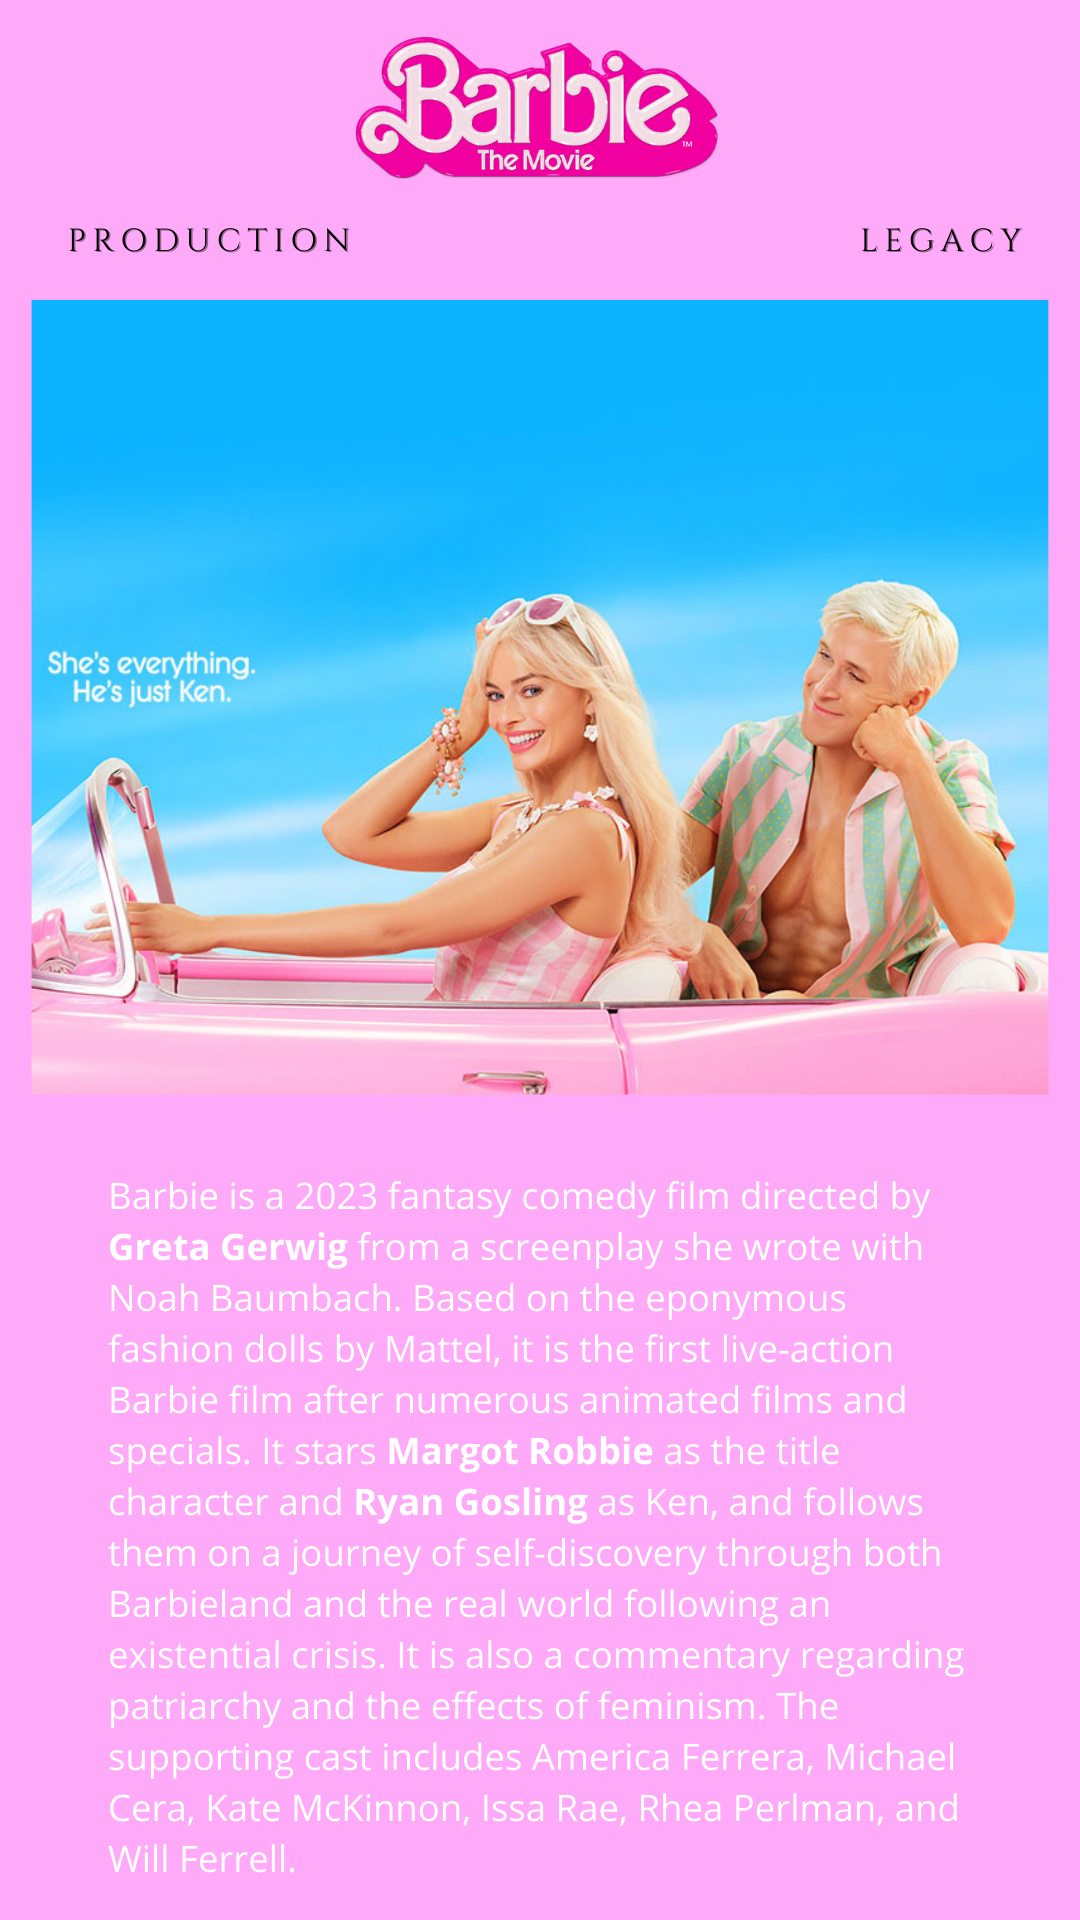 Barbie
The Movie
TM
PRODUCTION
LEGACY
She's everything.
He's just Ken.
Barbie is a 2023 fantasy comedy film directed by
Greta Gerwig from a screenplay she wrote with
Noah Baumbach. Based on the eponymous
fashion dolls by Mattel, it is the first live-action
Barbie film after numerous animated films and
specials. It stars Margot Robbie as the title
character and Ryan Gosling as Ken, and follows
them on a journey of self-discovery through both
Barbieland and the real world following an
existential crisis. It is also a commentary regarding
patriarchy and the effects of feminism. The
supporting cast includes America Ferrera, Michael
Cera, Kate McKinnon, Issa Rae, Rhea Perlman, and
Will Ferrell.